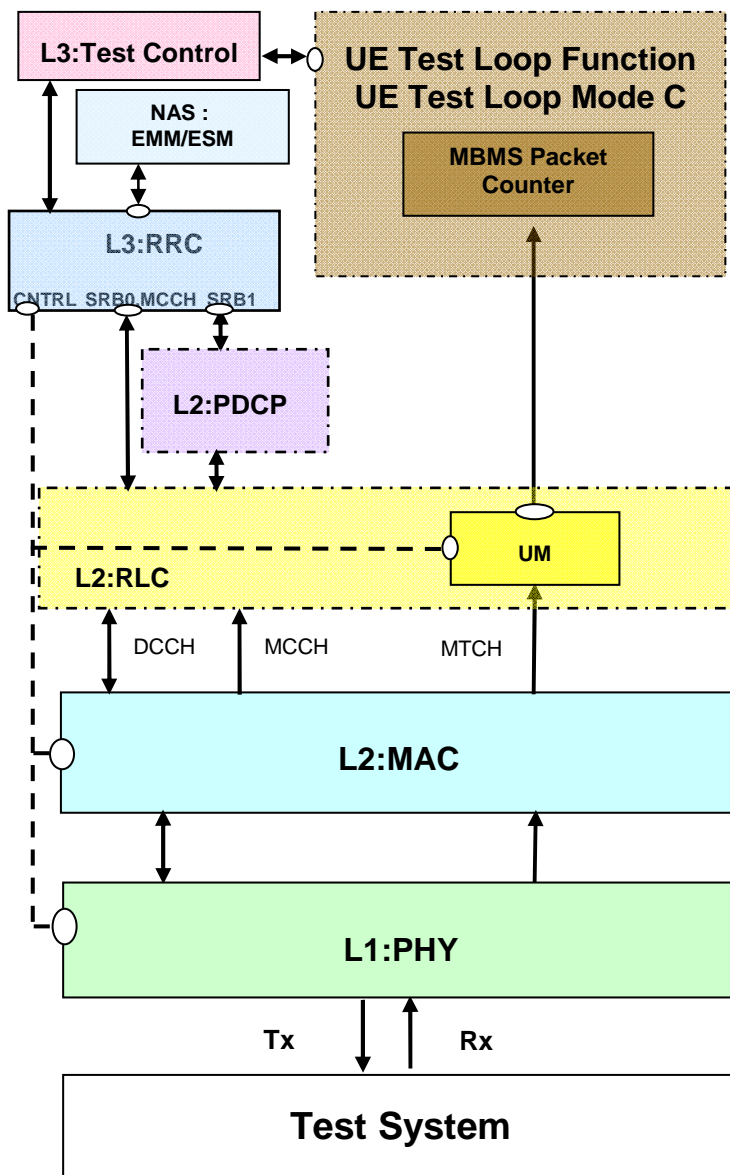 L3:Test Control
UE Test Loop Function
UE Test Loop Mode C
NAS :
EMM/ESM
MBMS Packet
Counter
L3:RRC
CNTRL SRB0,MCCH SRB1
L2:PDCP
UM
L2:RLC
DCCH MCCH MTCH
L2:MAC
L1:PHY
Tx Rx
Test System